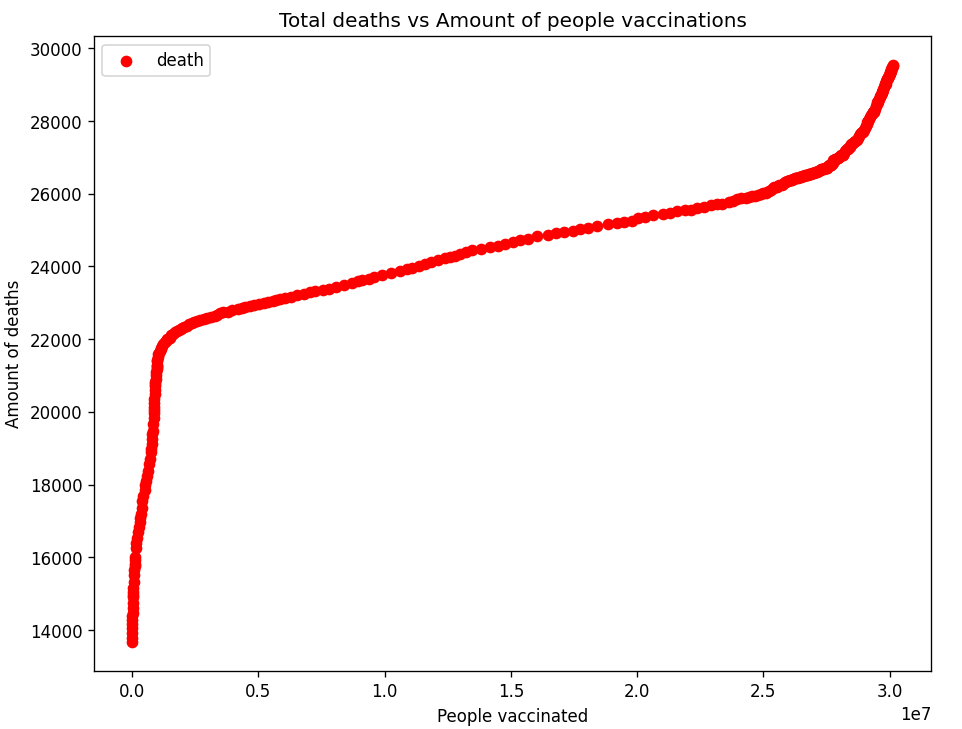 Total deaths vs Amount of people vaccinations
death
30000
28000
26000
24000
22000
20000
18000
16000
14000
Amount of deaths
0.0 0.5 1.0 1.5 2.0 2.5 3.0
1e7
People vaccinated